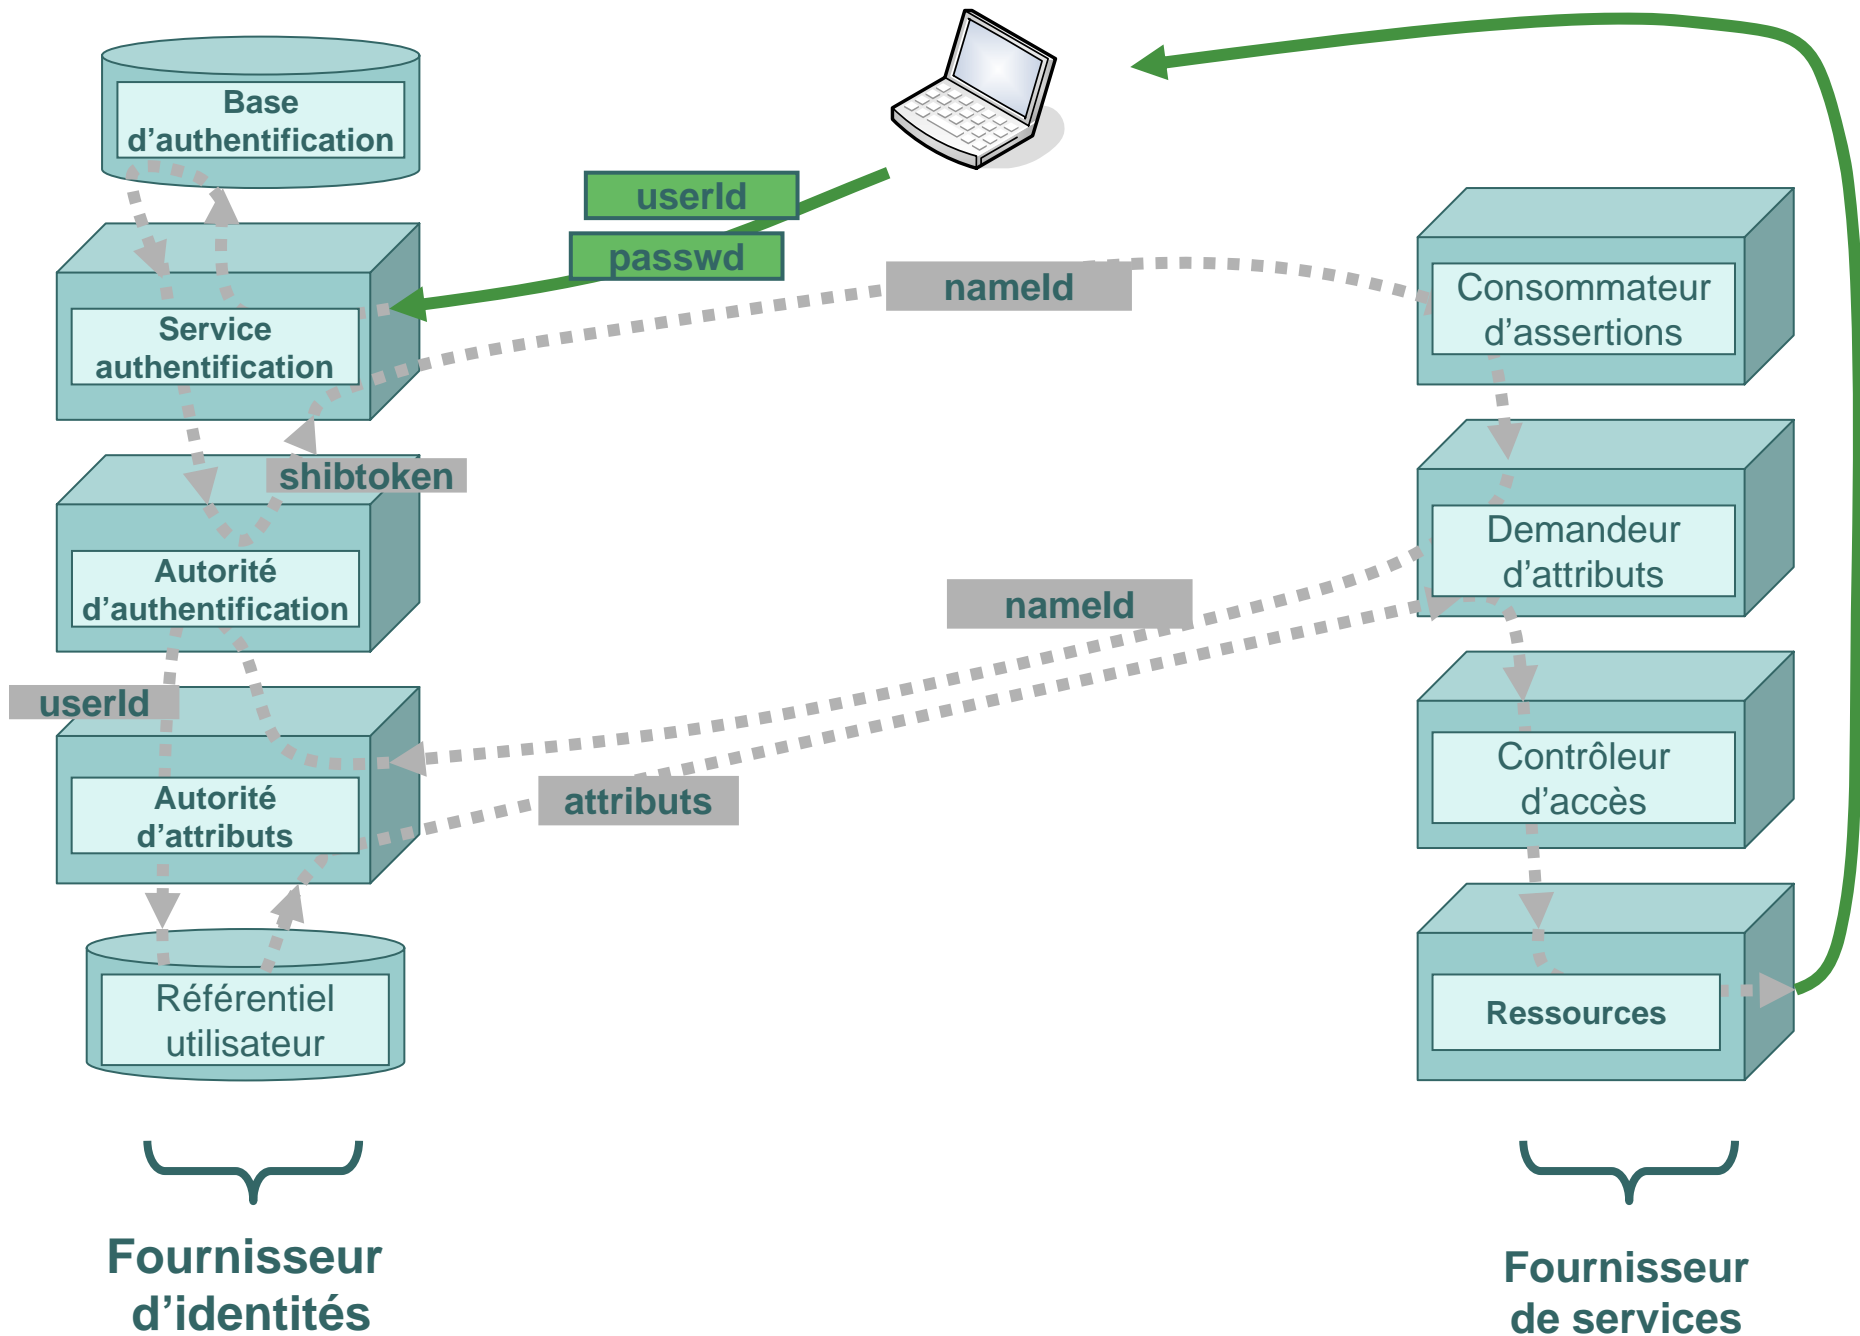 Base
d’authentification
userId
passwd
nameId
Service
authentification
shibtoken
Autorité
d’authentification
userId
Autorité
d’attributs
Référentiel
utilisateur
nameId
attributs
Consommateur
d’assertions
Demandeur
d’attributs
Contrôleur
d’accès
Ressources
Fournisseur
d’identités
Fournisseur
de services